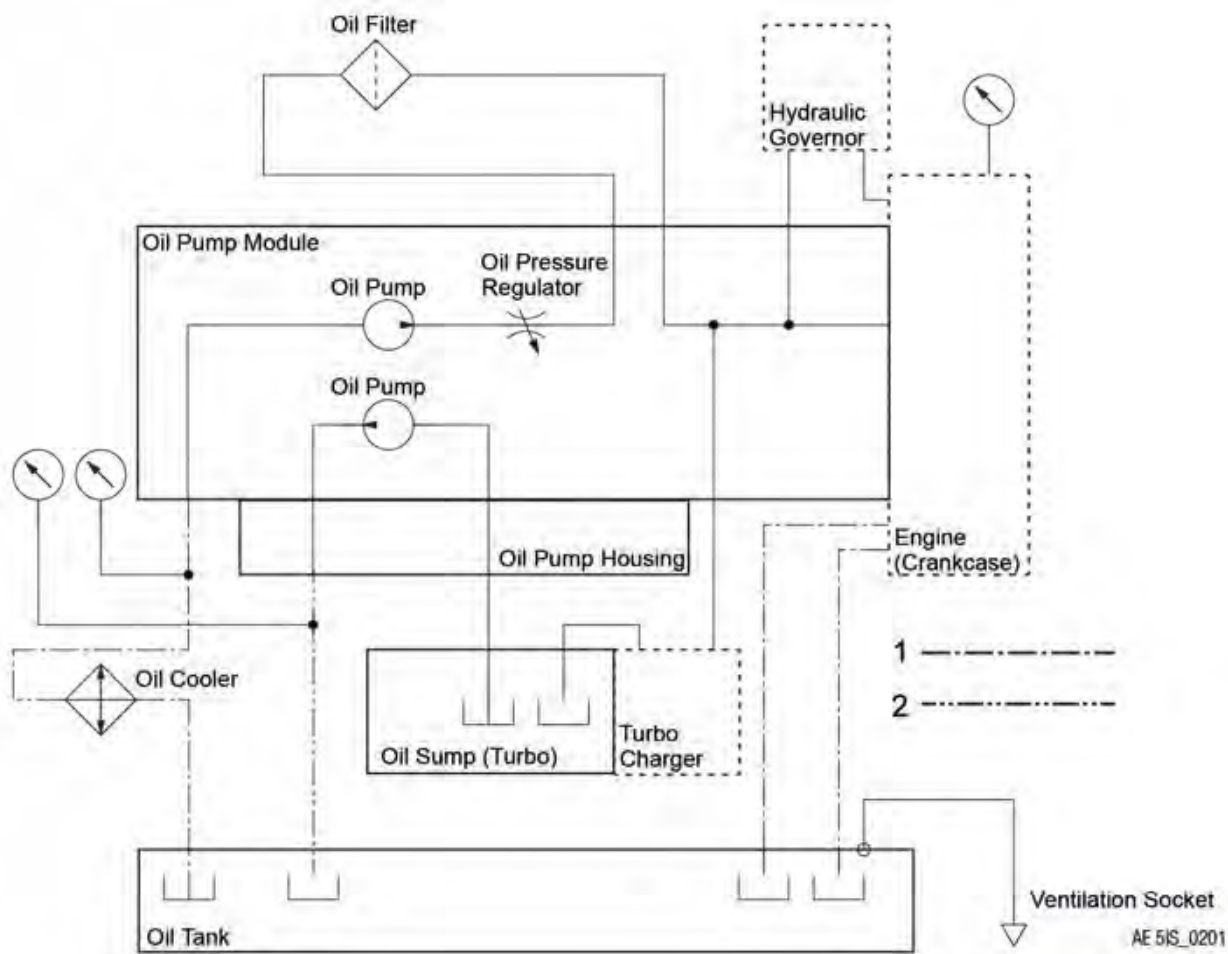 Oil Filter
Hydraulic
Governor
Oil Pump Module
Oil Pressure
Regulator
Oil Pump
Oil Pump
Oil Pump Housing
Engine
(Crankcase)
Oil Cooler
1
2
Oil Sump (Turbo)
Turbo
Charger
Oil Tank
Ventilation Socket
AE 5IS_0201